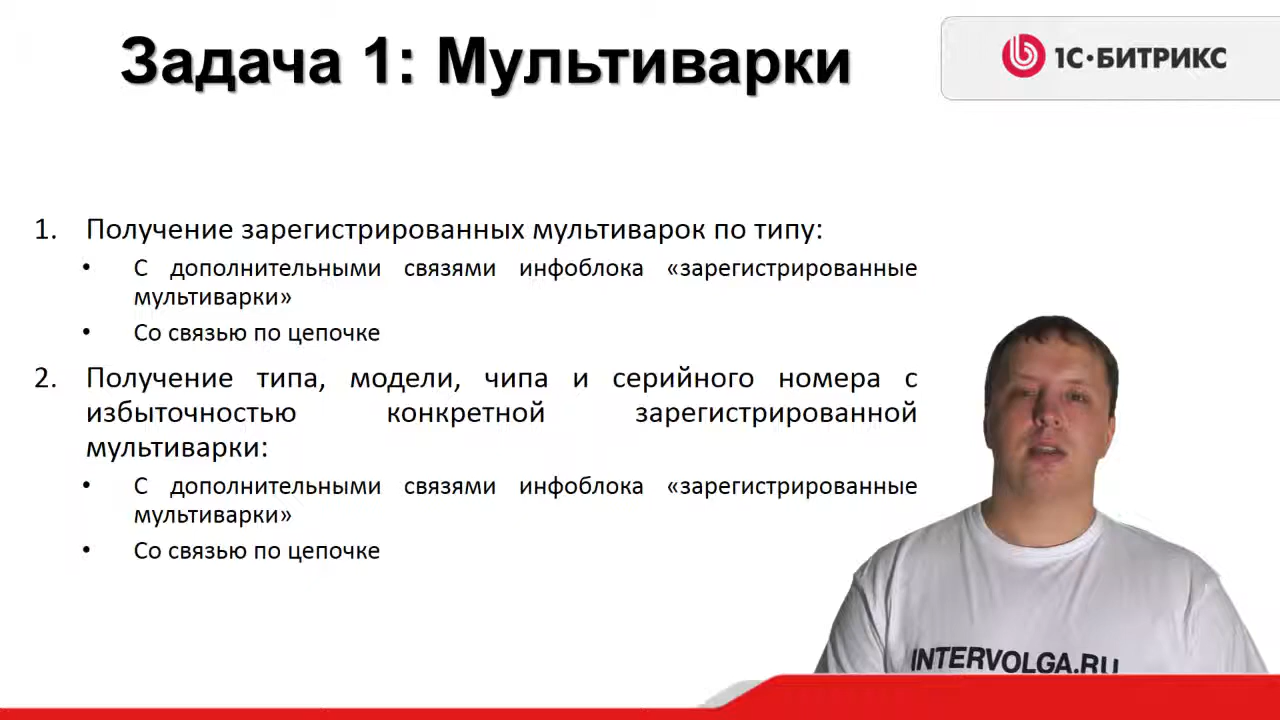 Задача 1: Мультиварки
1С·БИТРИКС
1. Получение зарегистрированных мультиварок по типу:
• С дополнительными связями инфоблока «зарегистрированные
мультиварки»
• Со связью по цепочке
2. Получение типа, модели, чипа и серийного номера с
избыточностью конкретной зарегистрированной
мультиварки:
• С дополнительными связями инфоблока «зарегистрированные
мультиварки»
• Со связью по цепочке
INTERVOLGA.RU